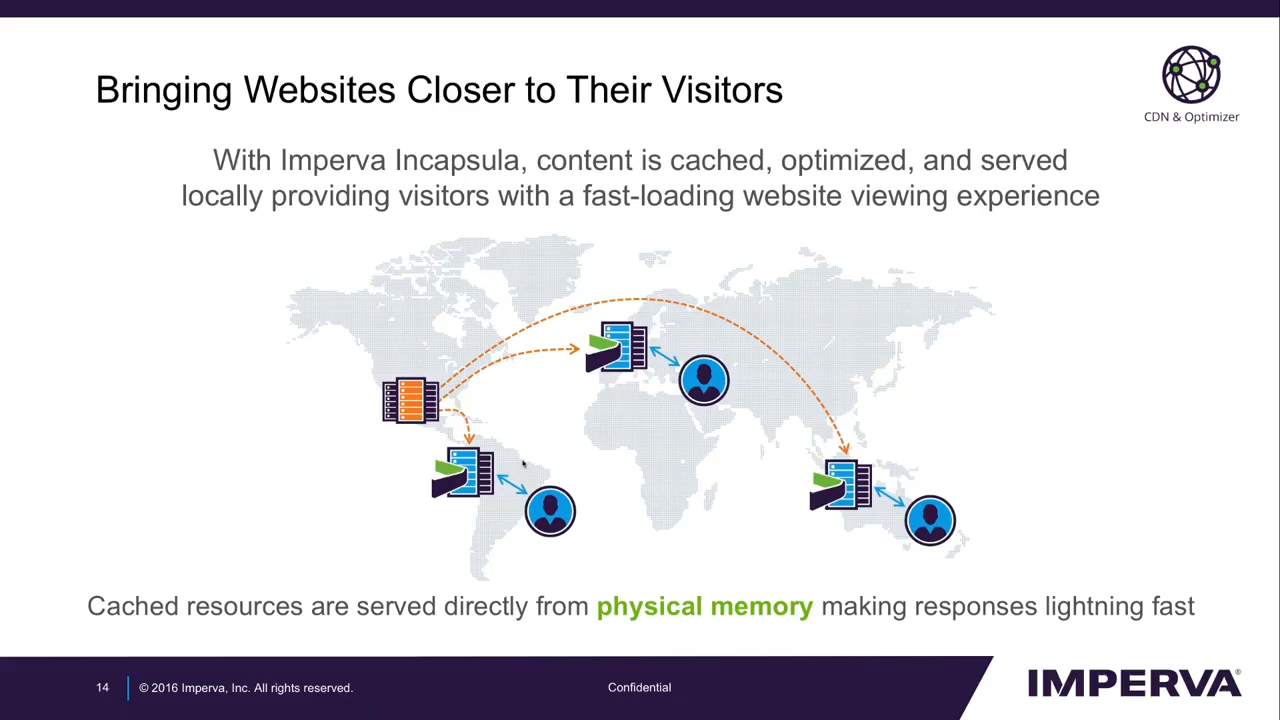 Bringing Websites Closer to Their Visitors
CDN & Optimizer
With Imperva Incapsula, content is cached, optimized, and served
locally providing visitors with a fast-loading website viewing experience
Cached resources are served directly from physical memory making responses lightning fast
14
© 2016 Imperva, Inc. All rights reserved.
Confidential
IMPERVA®